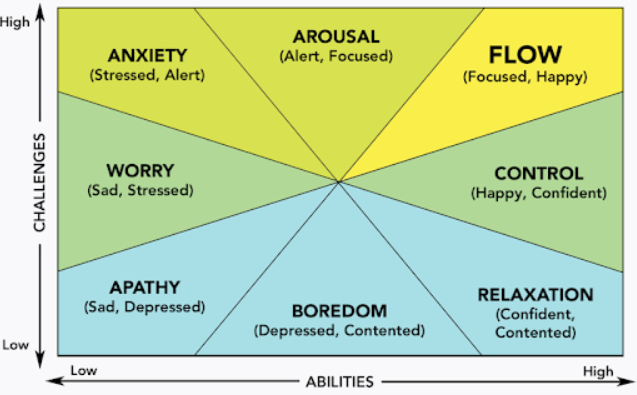 High
ANXIETY
(Stressed, Alert)
AROUSAL
(Alert, Focused)
FLOW
(Focused, Happy)
CHALLENGES
WORRY
(Sad, Stressed)
CONTROL
(Happy, Confident)
APATHY
(Sad, Depressed)
BOREDOM
(Depressed, Contented)
RELAXATION
(Confident,
Contented)
Low
Low
ABILITIES
High